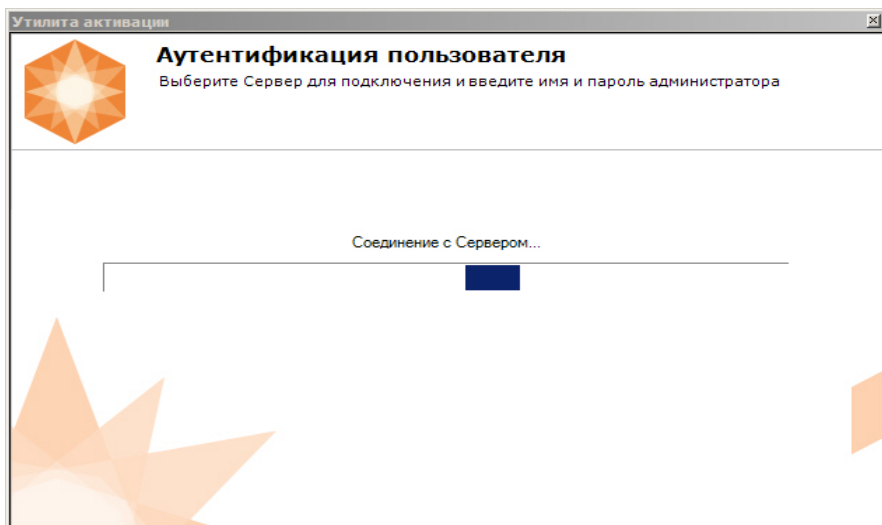 Утилита активации
Аутентификация пользователя
Выберите Сервер для подключения и введите имя и пароль администратора
Соединение с Сервером...